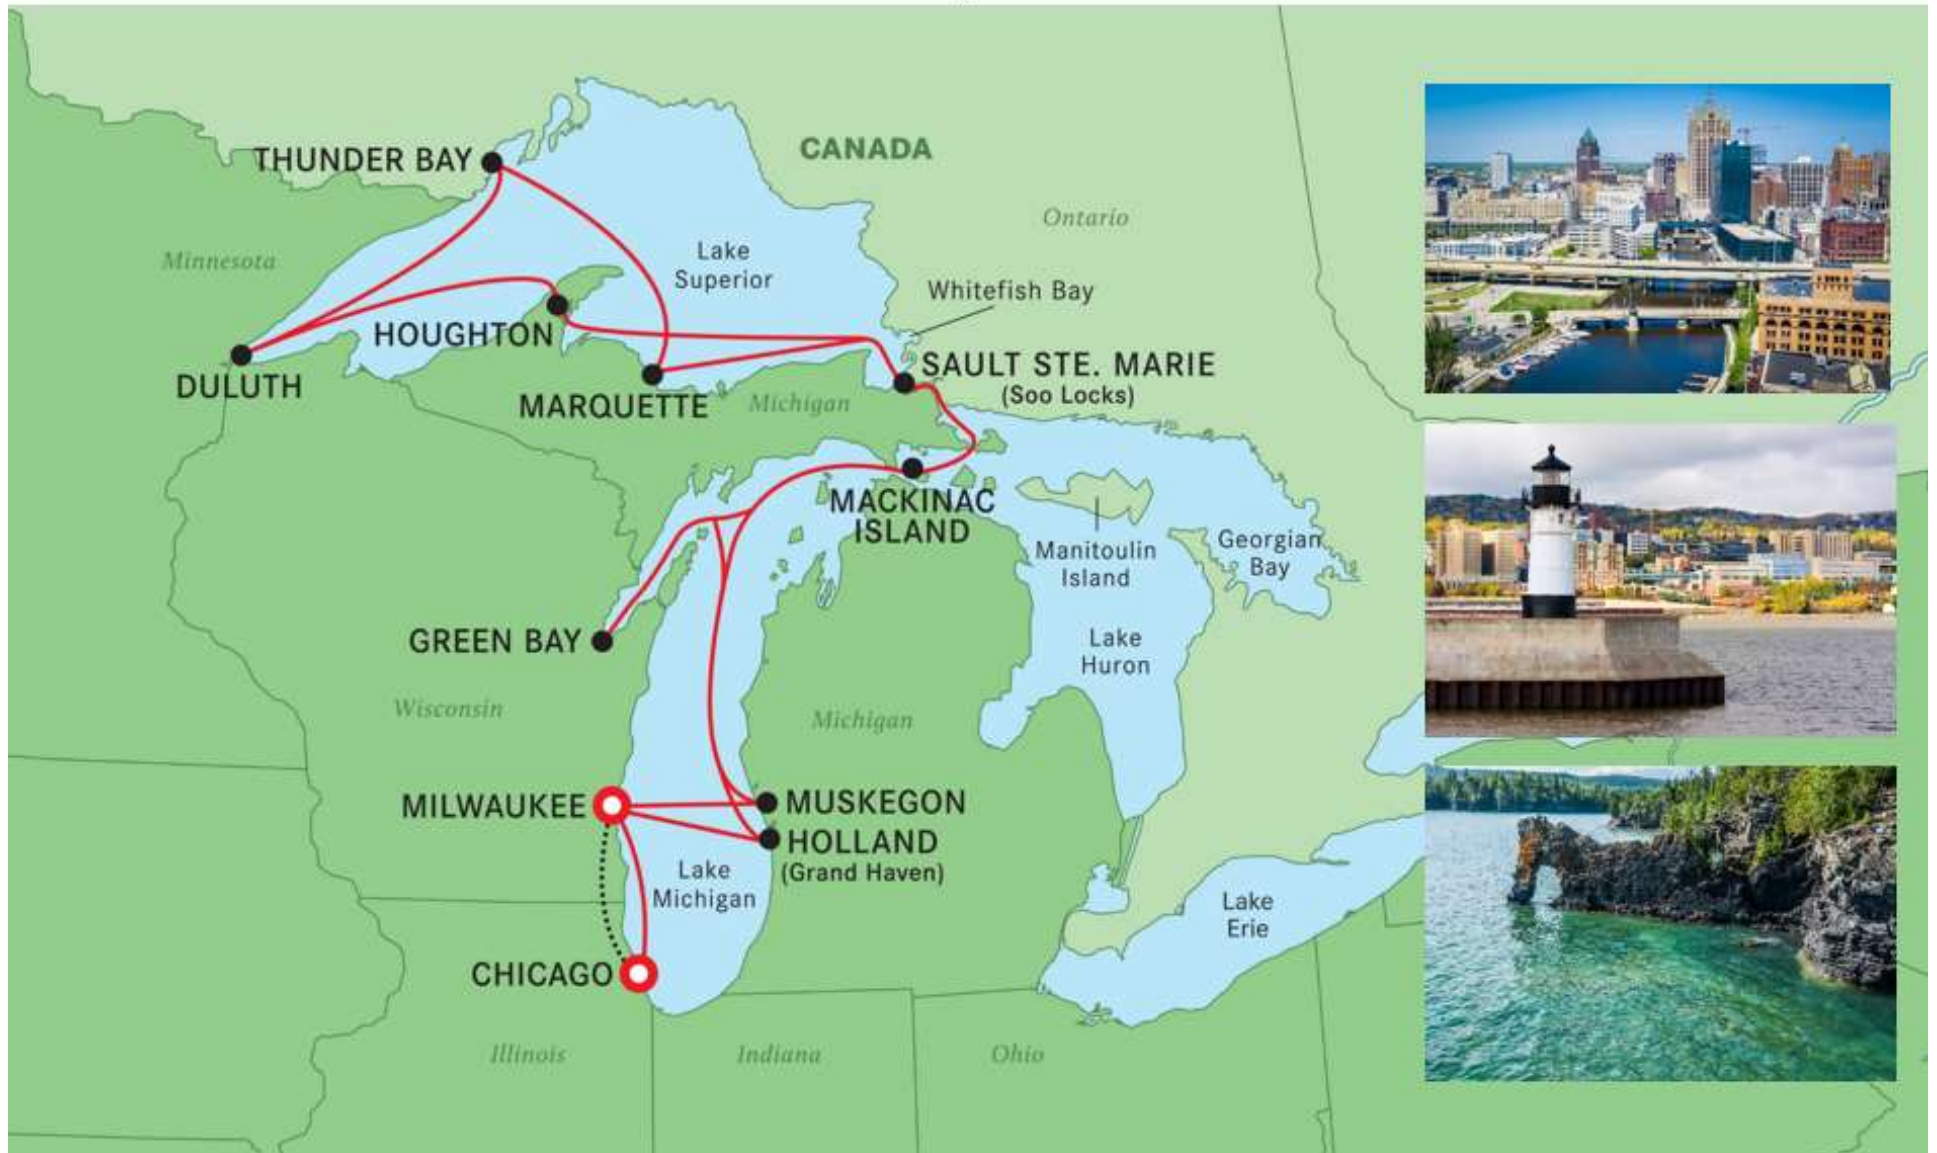 THUNDER BAY
CANADA
Ontario
Minnesota
Lake
Superior
Whitefish Bay
HOUGHTON
DULUTH
MARQUETTE
Michigan
SAULT STE. MARIE
(Soo Locks)
MACKINAC
ISLAND
Manitoulin
Island
Georgian
Bay
GREEN BAY
Lake
Huron
Wisconsin
Michigan
MILWAUKEE
MUSKEGON
HOLLAND
(Grand Haven)
Lake
Michigan
Lake
Erie
CHICAGO
Illinois
Indiana
Ohio